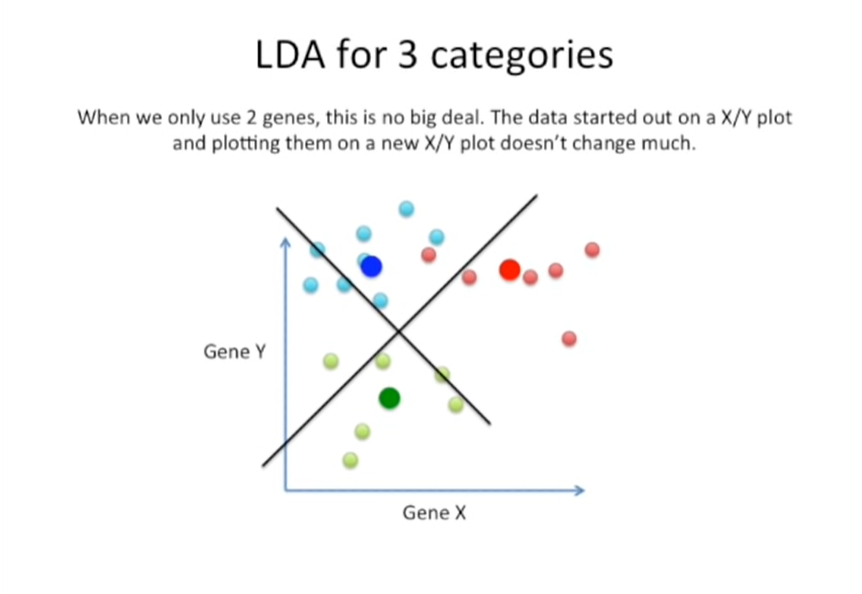 LDA for 3 categories
When we only use 2 genes, this is no big deal. The data started out on a X/Y plot
and plotting them on a new X/Y plot doesn’t change much.
Gene Y
Gene X